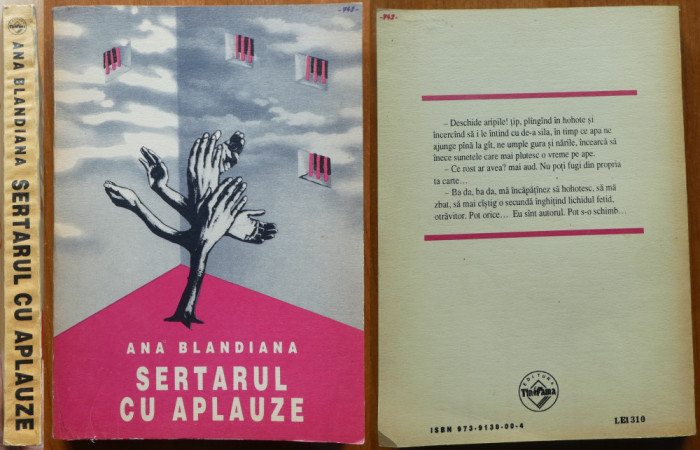 ANA BLANDIANA SERTARUL CU APLAUZE
ANA BLANDIANA
SERTARUL
CU APLAUZE
– Deschide aripile! țip, plîngînd în hohote și
încercînd să i le întind cu de-a sila, în timp ce apa ne
ajunge pînă la gît, ne umple gura și nările, încearcă să
înece sunetele care mai plutesc o vreme pe ape.
– Ce rost ar avea? mai aud. Nu poți fugi din propria
ta carte…
– Ba da, ba da, mă încăpățînez să hohotesc, să mă
zbat, să mai cîștig o secundă înghițind lichidul fetid,
otrăvitor. Pot orice… Eu sînt autorul. Pot s-o schimb…
EDITURA
Tinerama
ISBN 973-9138-00-4
LEI 310